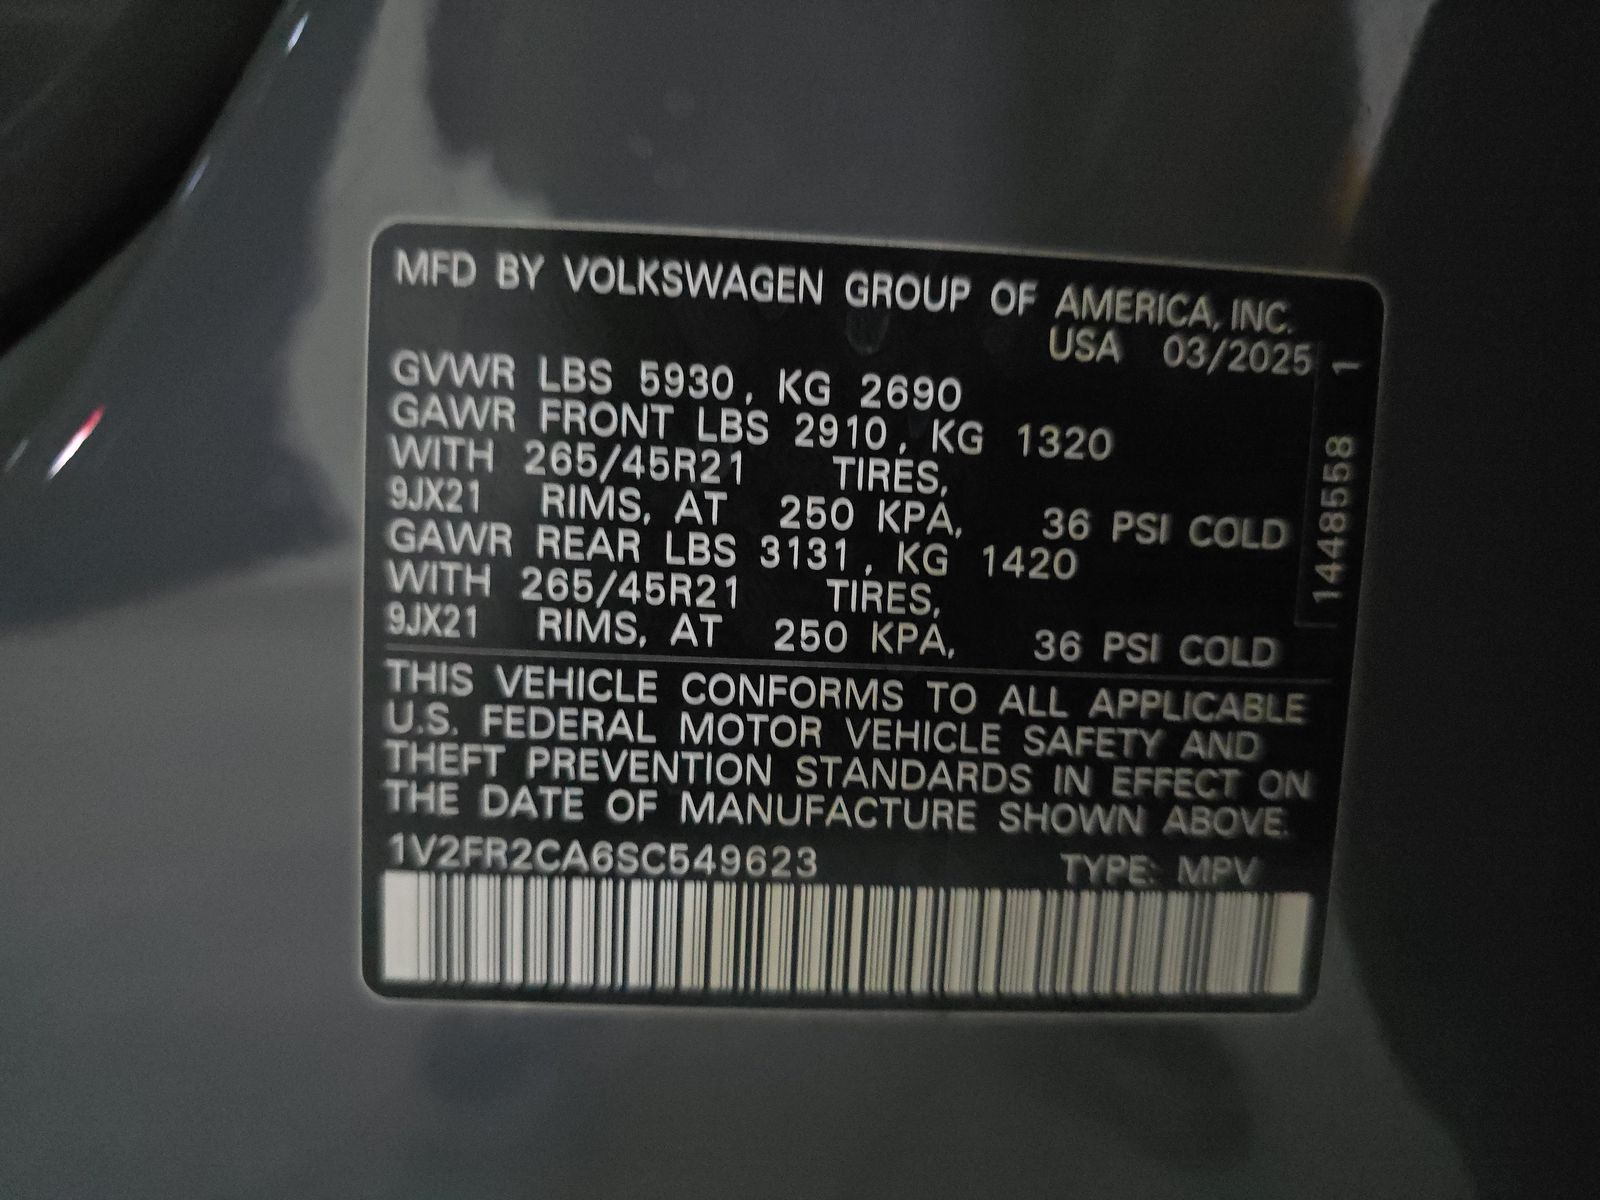 MFD BY VOLKSWAGEN GROUP OF AMERICA, INC.
USA 03/2025
GVWR LBS 5930, KG 2690
GAWR FRONT LBS 2910, KG 1320
WITH 265/45R21 TIRES,
9JX21 RIMS, AT 250 KPA, 36 PSI COLD
GAWR REAR LBS 3131, KG 1420
WITH 265/45R21 TIRES,
9JX21 RIMS, AT 250 KPA, 36 PSI COLD
THIS VEHICLE CONFORMS TO ALL APPLICABLE
U.S. FEDERAL MOTOR VEHICLE SAFETY AND
THEFT PREVENTION STANDARDS IN EFFECT ON
THE DATE OF MANUFACTURE SHOWN ABOVE.
1V2FR2CA6SC549623 TYPE: MPV
1448558 1